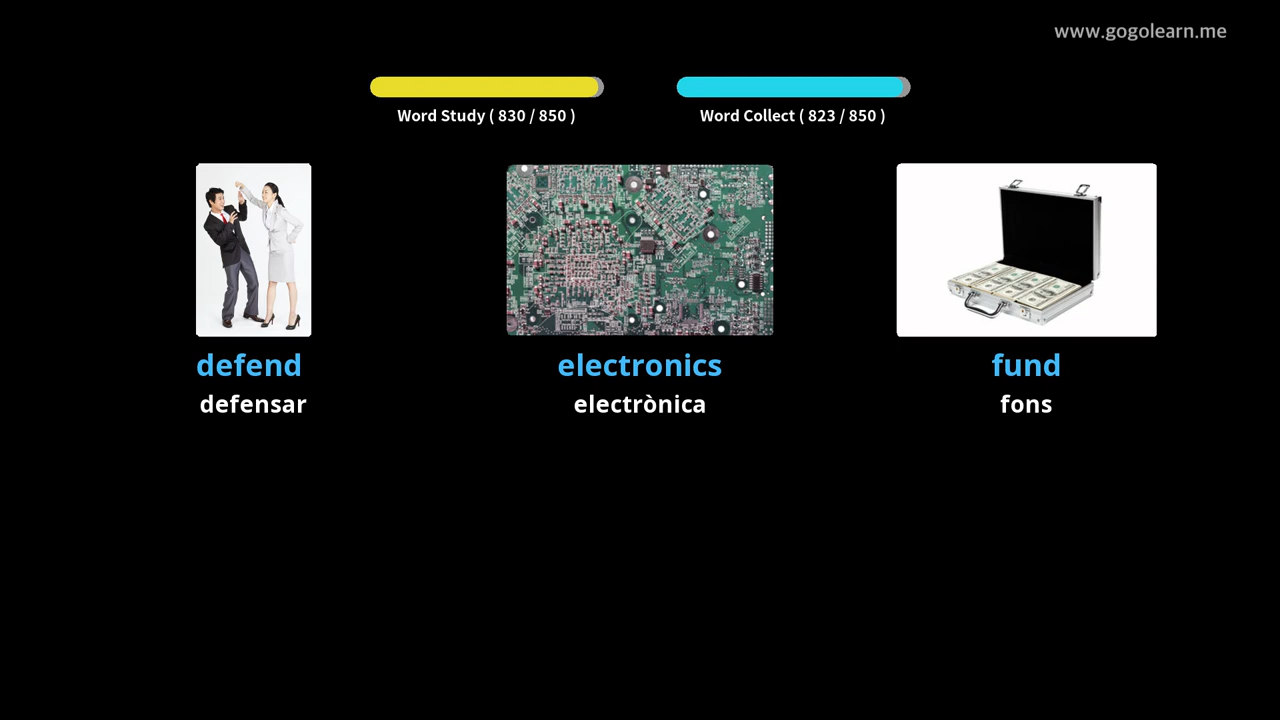 www.gogolearn.me
Word Study ( 830 / 850 )
Word Collect ( 823 / 850 )
defend
defensar
electronics
electrònica
fund
fons